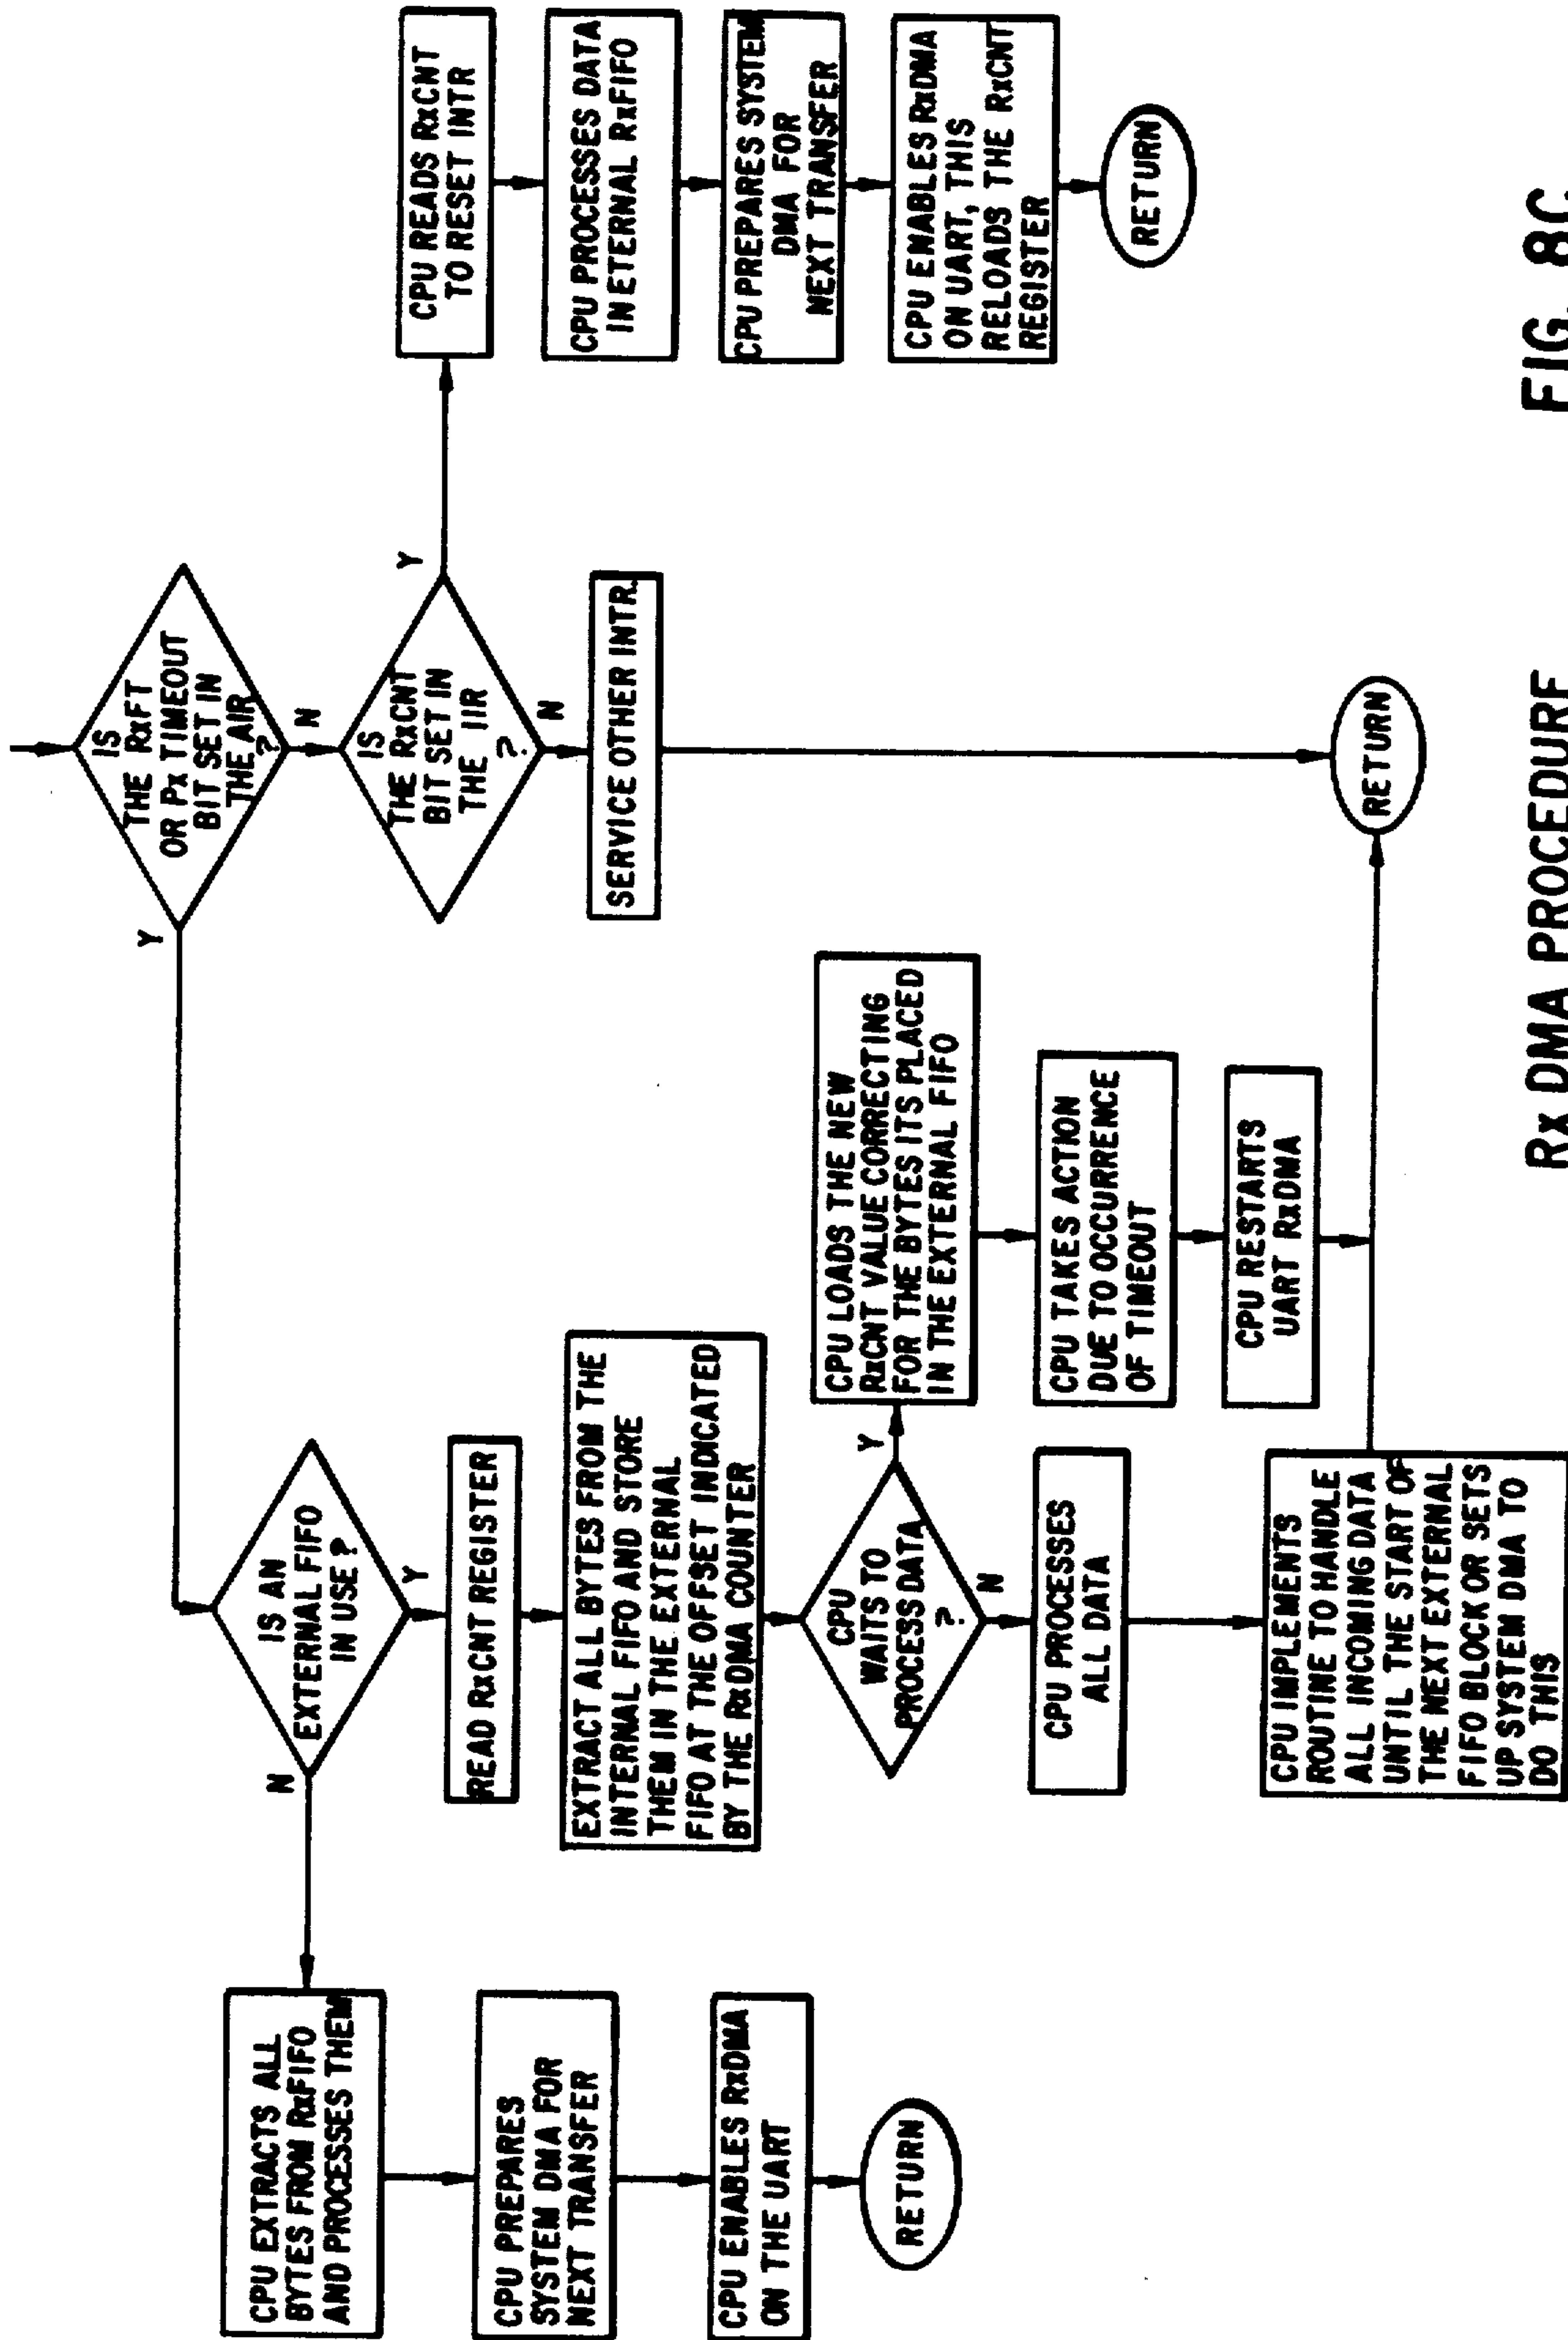 IS
THE RxFT
OR Px TIMEOUT
BIT SET IN
THE AIR
?
Y
N
IS
THE RxCNT
BIT SET IN
THE IIR
?
Y
N
SERVICE OTHER INTR.
RETURN
CPU READS RxCNT
TO RESET INTR
CPU PROCESSES DATA
IN ETERNAL RxFIFO
CPU PREPARES SYSTEM
DMA FOR
NEXT TRANSFER
CPU ENABLES RxDMA
ON UART, THIS
RELOADS THE RxCNT
REGISTER
RETURN
IS AN
EXTERNAL FIFO
IN USE?
N
Y
CPU EXTRACTS ALL
BYTES FROM RxFIFO
AND PROCESSES THEM
CPU PREPARES
SYSTEM DMA FOR
NEXT TRANSFER
CPU ENABLES RxDMA
ON THE UART
RETURN
READ RxCNT REGISTER
EXTRACT ALL BYTES FROM THE
INTERNAL FIFO AND STORE
THEM IN THE EXTERNAL
FIFO AT THE OFFSET INDICATED
BY THE RxDMA COUNTER
CPU
WAITS TO
PROCESS DATA
?
Y
N
CPU LOADS THE NEW
RxCNT VALUE CORRECTING
FOR THE BYTES ITS PLACED
IN THE EXTERNAL FIFO
CPU TAKES ACTION
DUE TO OCCURRENCE
OF TIMEOUT
CPU RESTARTS
UART RxDMA
CPU PROCESSES
ALL DATA
CPU IMPLEMENTS
ROUTINE TO HANDLE
ALL INCOMING DATA
UNTIL THE START OF
THE NEXT EXTERNAL
FIFO BLOCK OR SETS
UP SYSTEM DMA TO
DO THIS
Rx DMA PROCEDURE
FIG. 8C